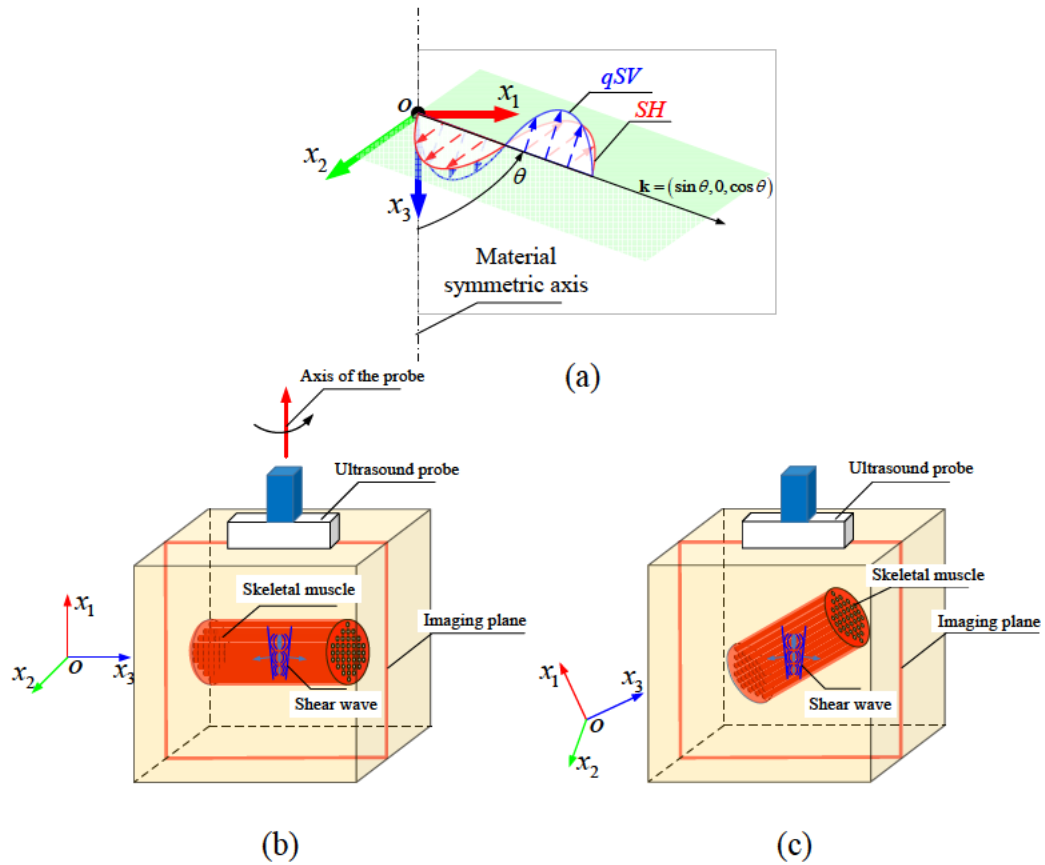 qSV
SH
o
x₁
x₂
x₃
θ
k = (sin θ, 0, cos θ)
Material
symmetric axis
(a)
Axis of the probe
Ultrasound probe
Skeletal muscle
Imaging plane
Shear wave
x₁
x₂
o
x₃
(b)
Ultrasound probe
Skeletal muscle
Imaging plane
Shear wave
x₁
x₃
o
x₂
(c)